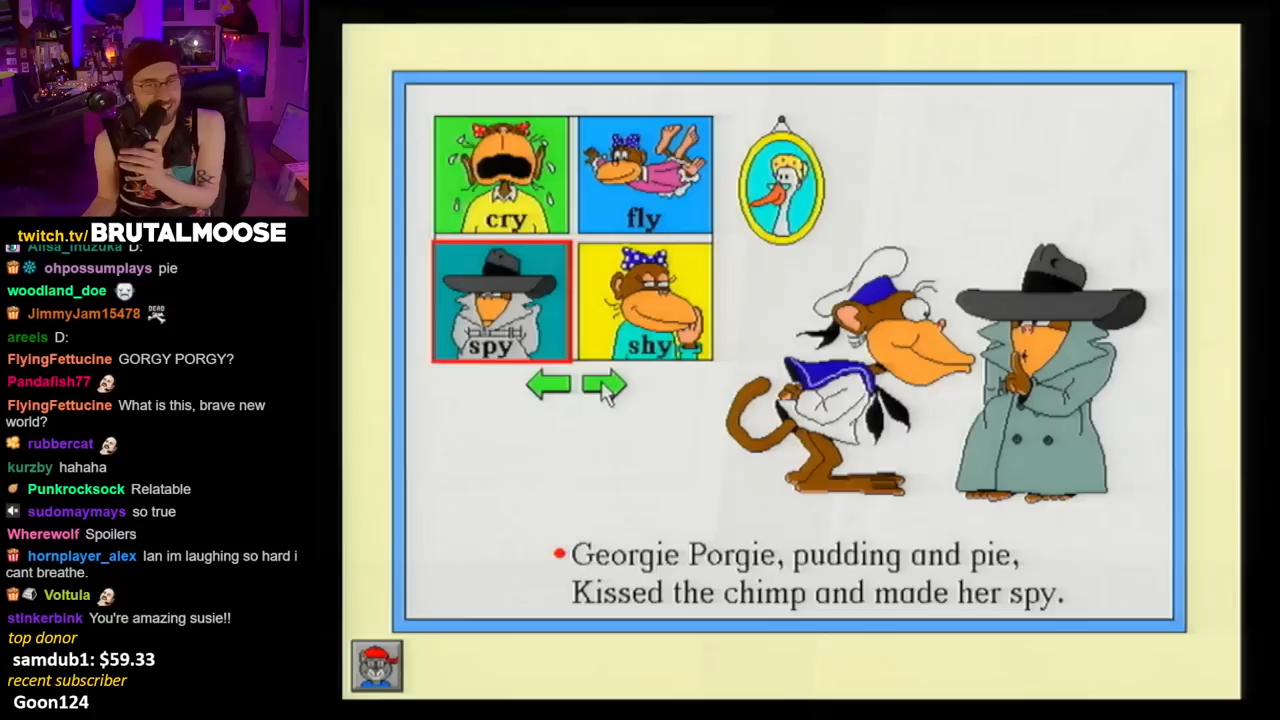 twitch.tv/BRUTALMOOSE
Alisa_Inuzuka D:
ohpossumplays pie
woodland_doe
JimmyJam15478
areels D:
FlyingFettucine GORGY PORGY?
Pandafish77
FlyingFettucine What is this, brave new
world?
rubbercat
kurzby hahaha
Punkrocksock Relatable
sudomaymays so true
Wherewolf Spoilers
hornplayer_alex Ian im laughing so hard i
cant breathe.
Voltula
stinkerbink You're amazing susie!!
top donor
samdub1: $59.33
recent subscriber
Goon124
cry
fly
spy
shy
Georgie Porgie, pudding and pie,
Kissed the chimp and made her spy.